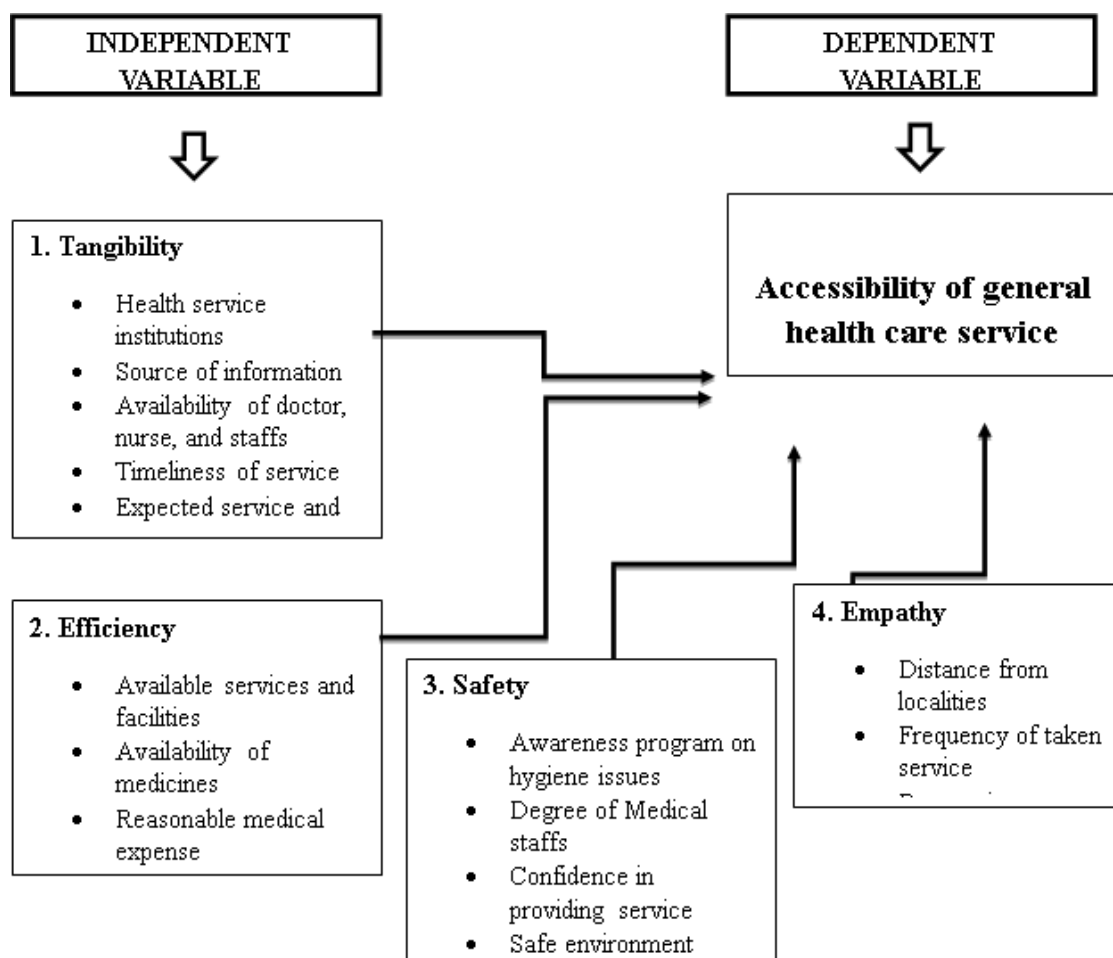 INDEPENDENT
VARIABLE
DEPENDENT
VARIABLE
1. Tangibility
• Health service
institutions
• Source of information
• Availability of doctor,
nurse, and staffs
• Timeliness of service
• Expected service and
Accessibility of general
health care service
2. Efficiency
• Available services and
facilities
• Availability of
medicines
• Reasonable medical
expense
3. Safety
• Awareness program on
hygiene issues
• Degree of Medical
staffs
• Confidence in
providing service
• Safe environment
4. Empathy
• Distance from
localities
• Frequency of taken
service